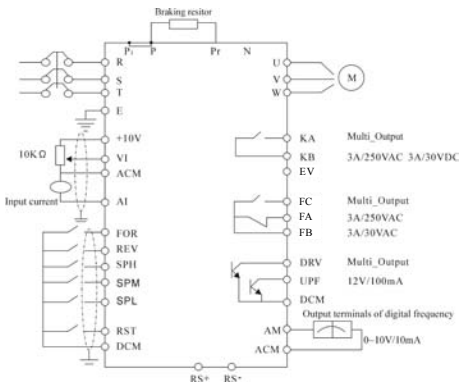 Braking resitor
P₁ P Pr N
R
S
T
E
+10V
10KΩ
VI
ACM
Input current
AI
FOR
REV
SPH
SPM
SPL
RST
DCM
U
V
W
M
KA Multi_Output
KB 3A/250VAC 3A/30VDC
EV
FC Multi_Output
FA 3A/250VAC
FB 3A/30VAC
DRV Multi_Output
UPF 12V/100mA
DCM
Output terminals of digital frequency
AM
0~10V/10mA
ACM
RS+ RS-